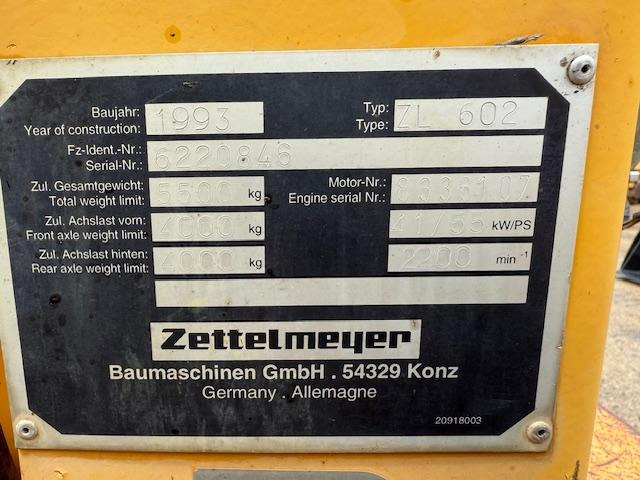 Baujahr: 1993 Typ: ZL 602
Year of construction: Type:
Fz-Ident.-Nr.: 6220846
Serial-Nr.:
Zul. Gesamtgewicht: 5500 kg Motor-Nr.:
Total weight limit: Engine serial Nr.:
Zul. Achslast vorn: 4000 kg 41 55 kW/PS
Front axle weight limit:
Zul. Achslast hinten: 4000 kg 2200 min -1
Rear axle weight limit:
Zettelmeyer
Baumaschinen GmbH . 54329 Konz
Germany . Allemagne
20918003